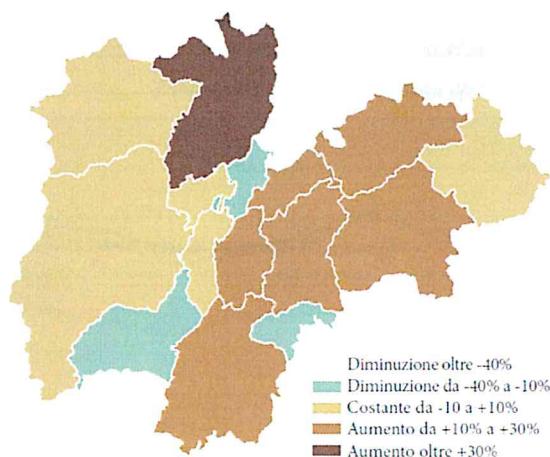 Diminuzione oltre -40%
Diminuzione da -40% a -10%
Costante da -10 a +10%
Aumento da +10% a +30%
Aumento oltre +30%